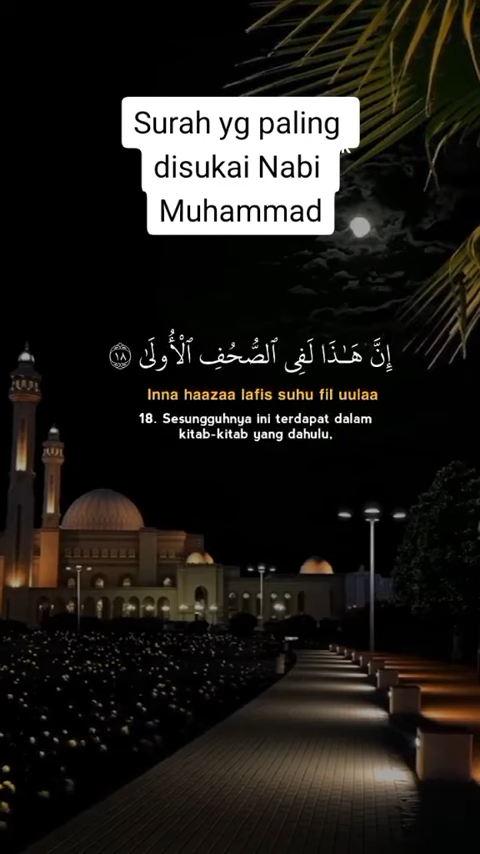 Surah yg paling
disukai Nabi
Muhammad
إِنَّ هَـٰذَا لَفِى ٱلصُّحُفِ ٱلْأُولَىٰ ۝١٨
Inna haazaa lafis suhu fil uulaa
18. Sesungguhnya ini terdapat dalam
kitab-kitab yang dahulu,